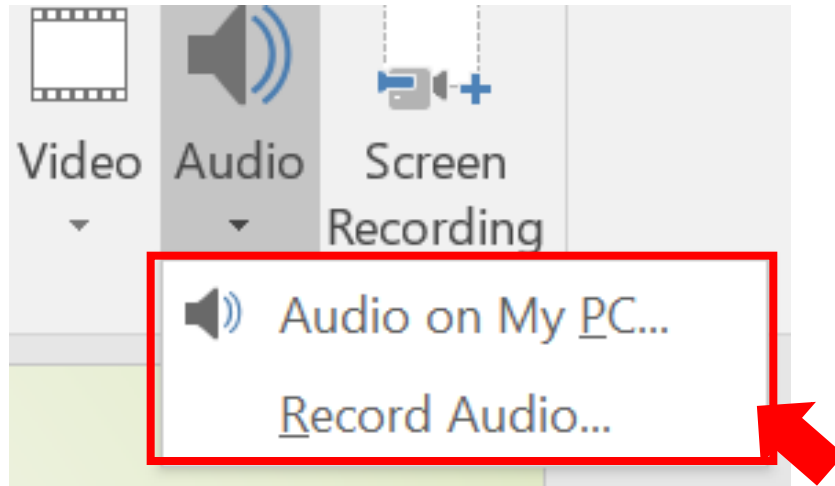 Video
Audio
Screen
Recording
Audio on My PC...
Record Audio...